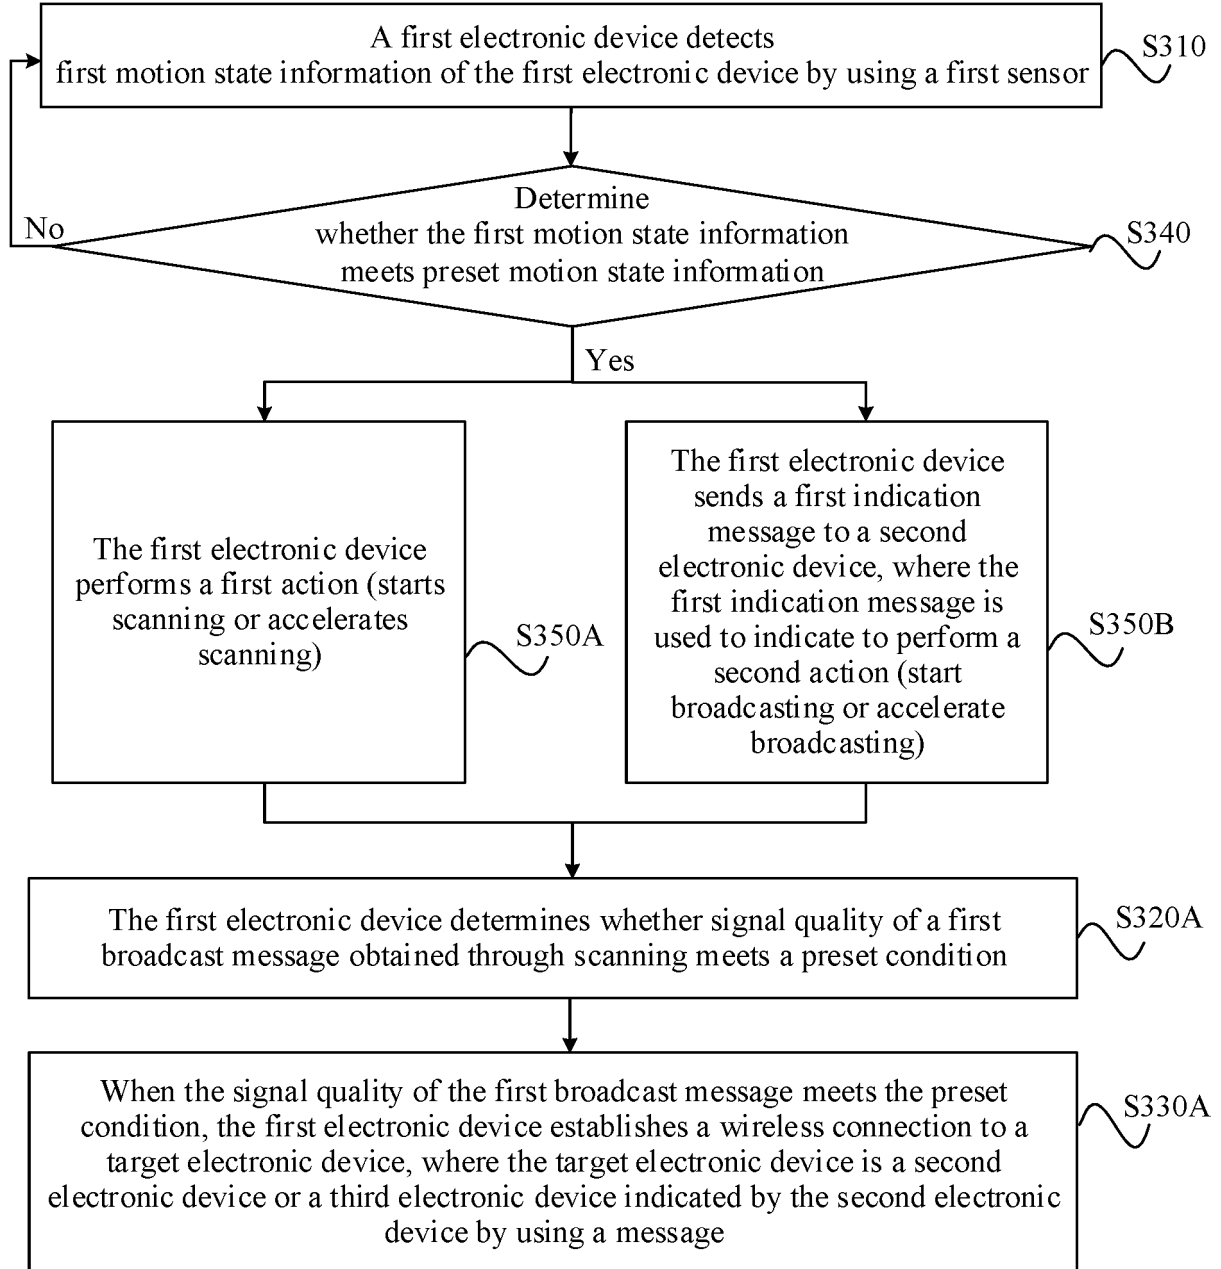 A first electronic device detects
first motion state information of the first electronic device by using a first sensor
S310
Determine
whether the first motion state information
meets preset motion state information
S340
No
Yes
The first electronic device
performs a first action (starts
scanning or accelerates
scanning)
S350A
The first electronic device
sends a first indication
message to a second
electronic device, where the
first indication message is
used to indicate to perform a
second action (start
broadcasting or accelerate
broadcasting)
S350B
The first electronic device determines whether signal quality of a first
broadcast message obtained through scanning meets a preset condition
S320A
When the signal quality of the first broadcast message meets the preset
condition, the first electronic device establishes a wireless connection to a
target electronic device, where the target electronic device is a second
electronic device or a third electronic device indicated by the second electronic
device by using a message
S330A